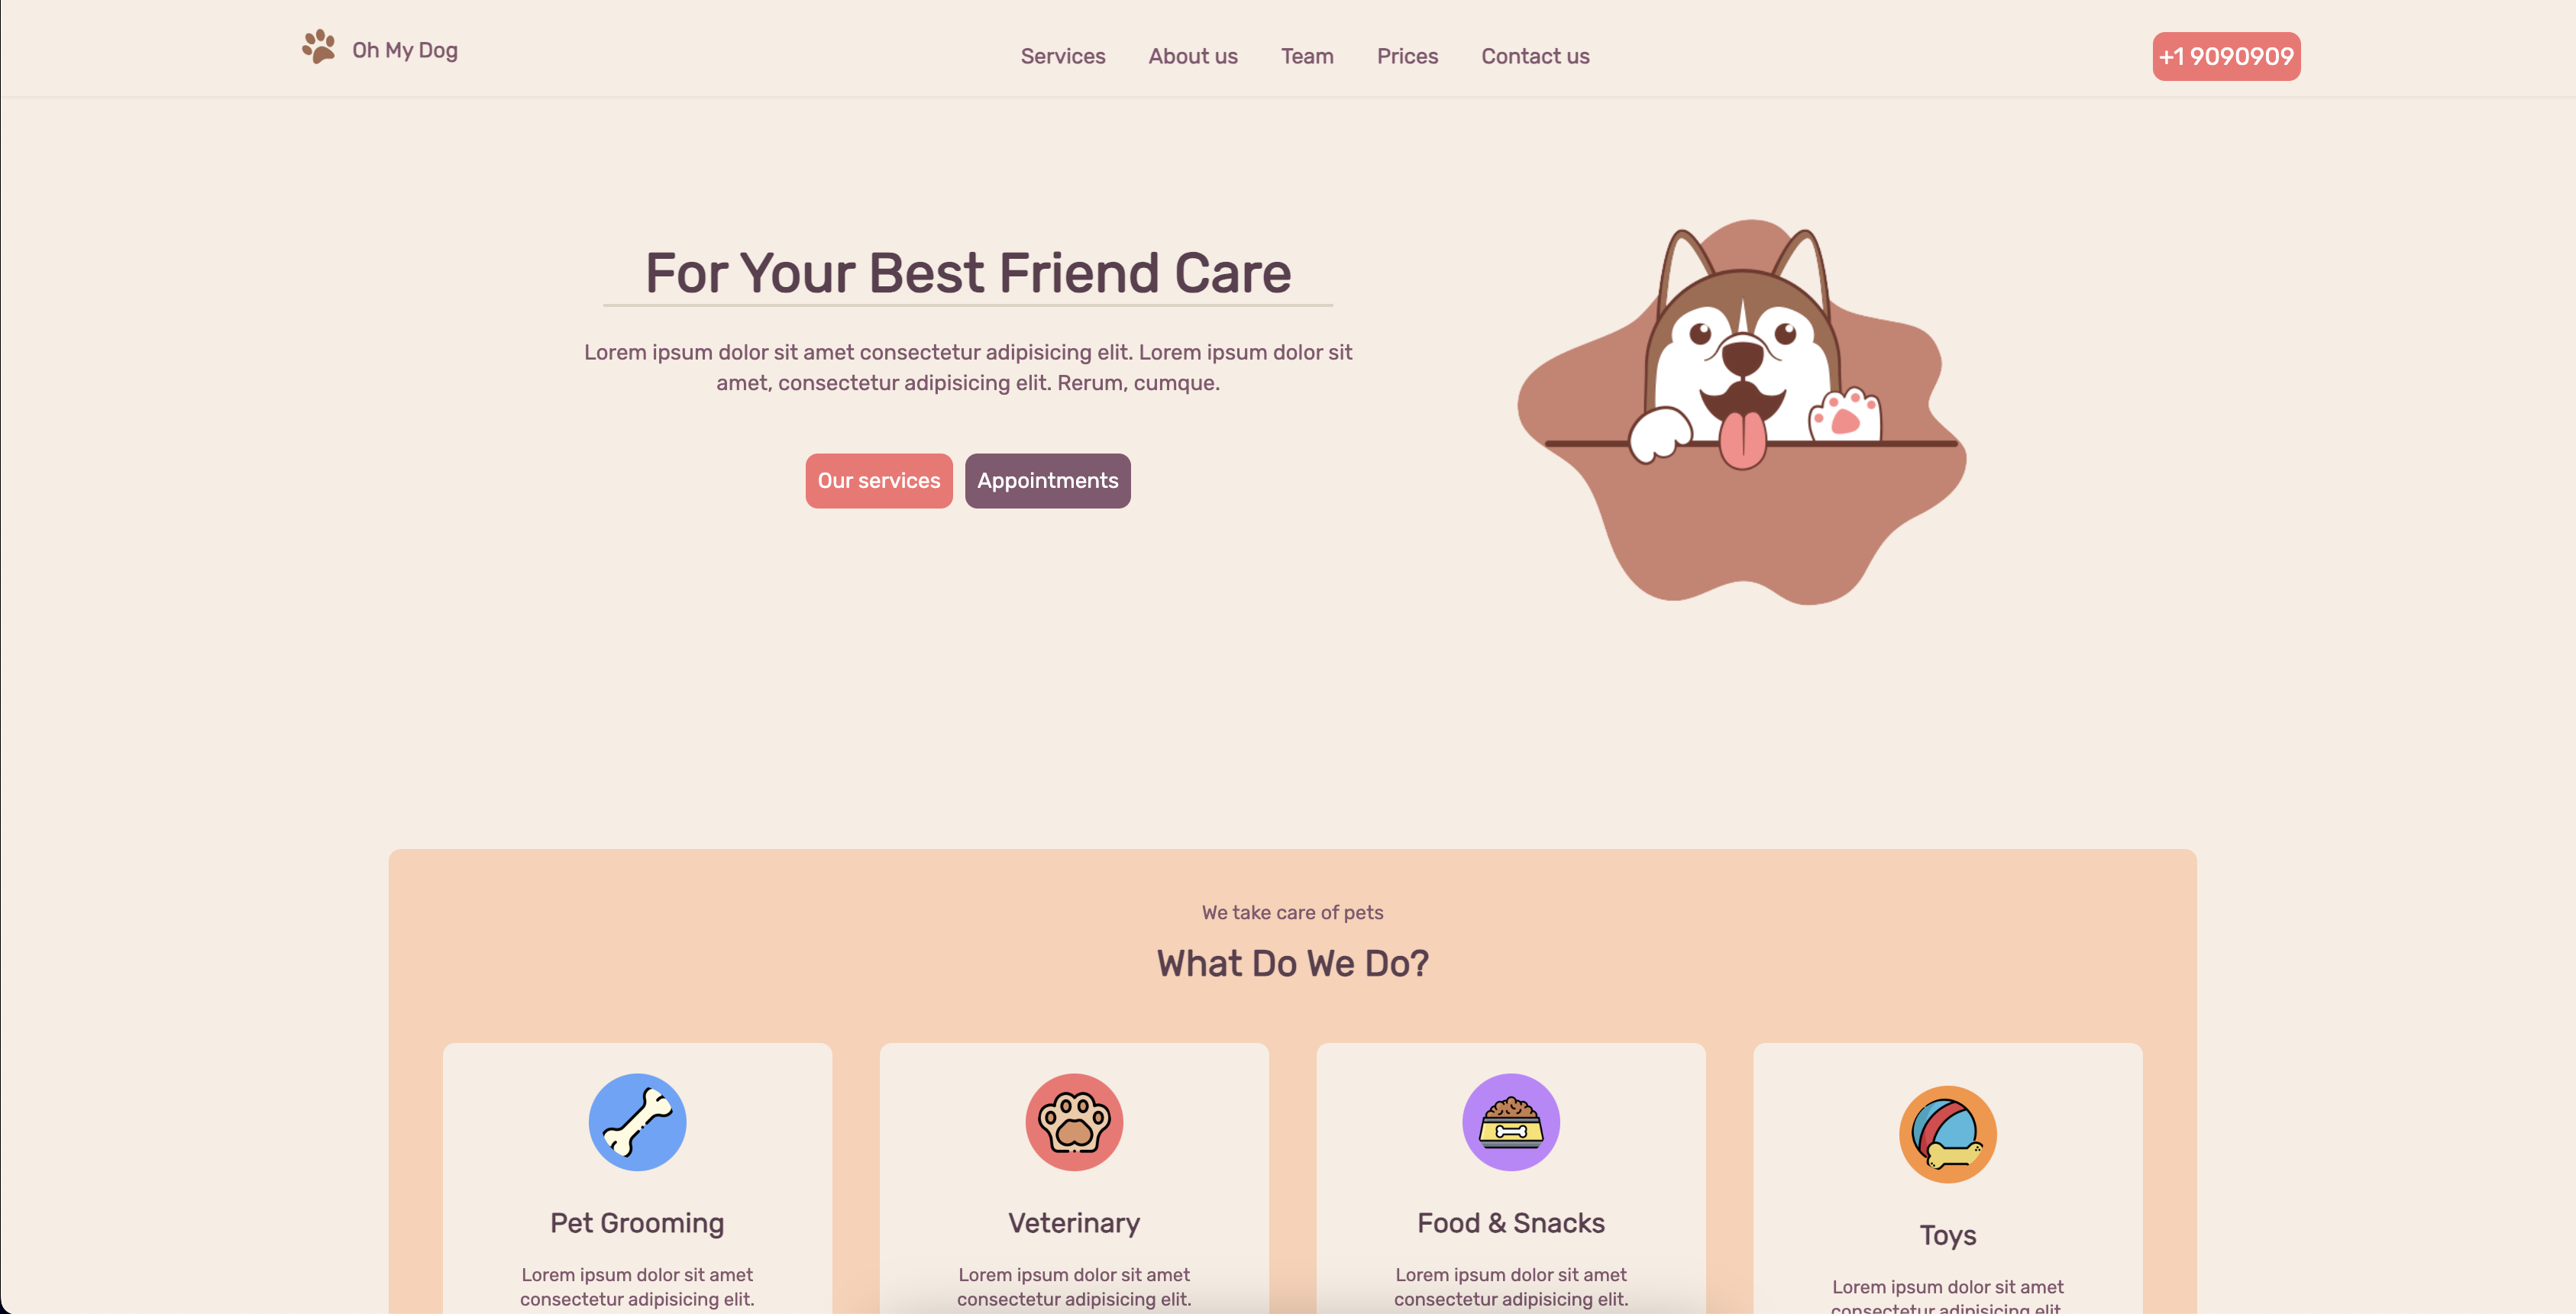 Oh My Dog
Services
About us
Team
Prices
Contact us
+1 9090909
For Your Best Friend Care
Lorem ipsum dolor sit amet consectetur adipisicing elit. Lorem ipsum dolor sit
amet, consectetur adipisicing elit. Rerum, cumque.
Our services
Appointments
We take care of pets
What Do We Do?
Pet Grooming
Lorem ipsum dolor sit amet
consectetur adipisicing elit.
Veterinary
Lorem ipsum dolor sit amet
consectetur adipisicing elit.
Food & Snacks
Lorem ipsum dolor sit amet
consectetur adipisicing elit.
Toys
Lorem ipsum dolor sit amet
consectetur adipisicing elit.